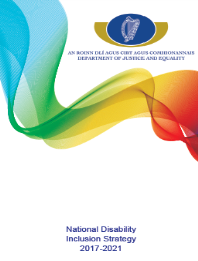 AN ROINN DLÍ AGUS CIRT AGUS COMHIONANNAIS
DEPARTMENT OF JUSTICE AND EQUALITY
National Disability
Inclusion Strategy
2017-2021